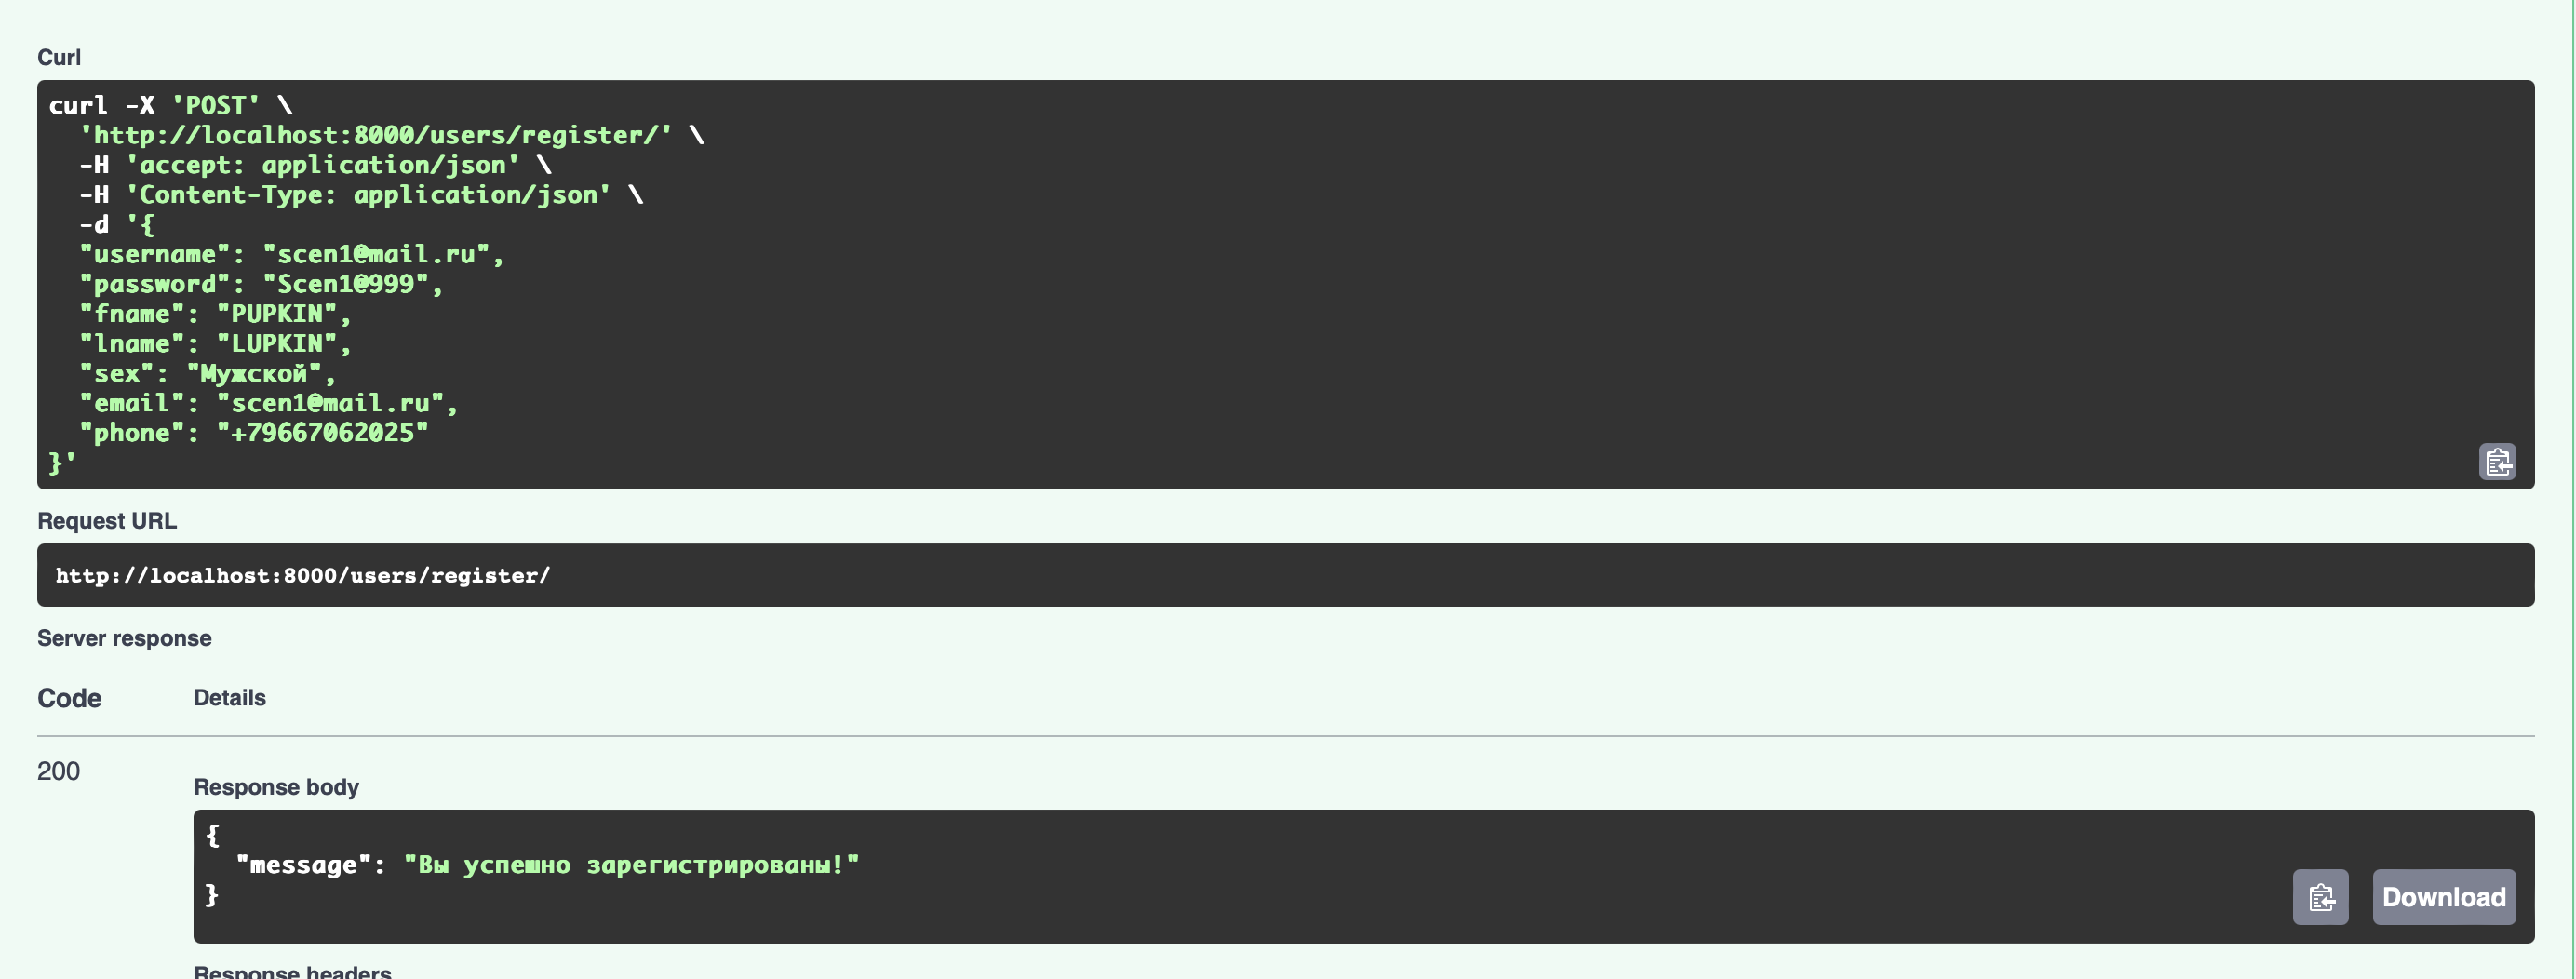 Curl
curl -X 'POST' \
  'http://localhost:8000/users/register/' \
  -H 'accept: application/json' \
  -H 'Content-Type: application/json' \
  -d '{
  "username": "scen1@mail.ru",
  "password": "Scen1@999",
  "fname": "PUPKIN",
  "lname": "LUPKIN",
  "sex": "Мужской",
  "email": "scen1@mail.ru",
  "phone": "+79667062025"
}'
Request URL
http://localhost:8000/users/register/
Server response
Code Details
200
Response body
{
  "message": "Вы успешно зарегистрированы!"
}
Download
Response headers